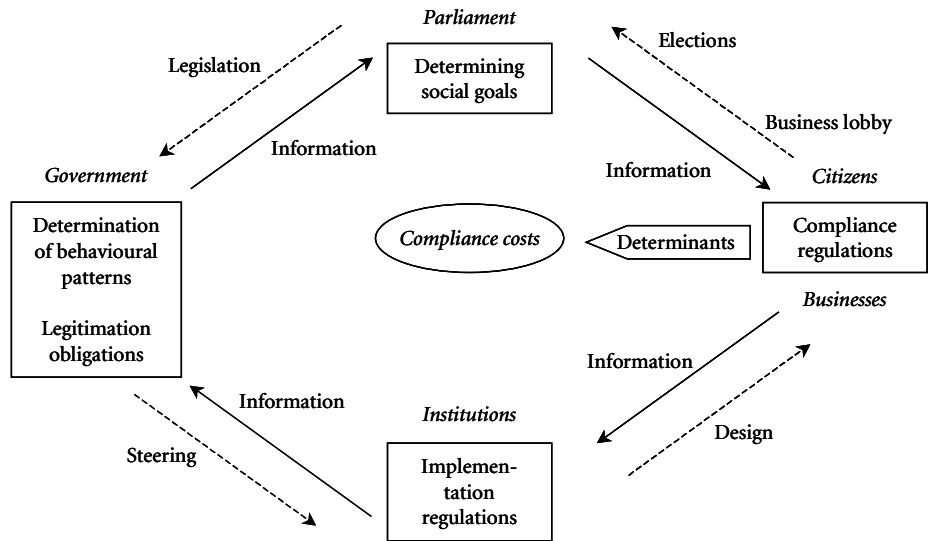 Parliament
Determining
social goals
Legislation
Information
Elections
Business lobby
Information
Government
Determination
of behavioural
patterns
Legitimation
obligations
Compliance costs
Determinants
Citizens
Compliance
regulations
Businesses
Information
Steering
Institutions
Implemen-
tation
regulations
Information
Design